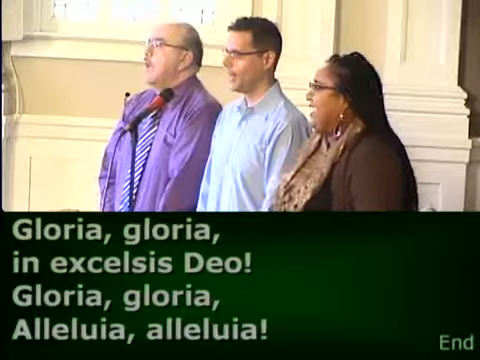 Gloria, gloria,
in excelsis Deo!
Gloria, gloria,
Alleluia, alleluia!
End